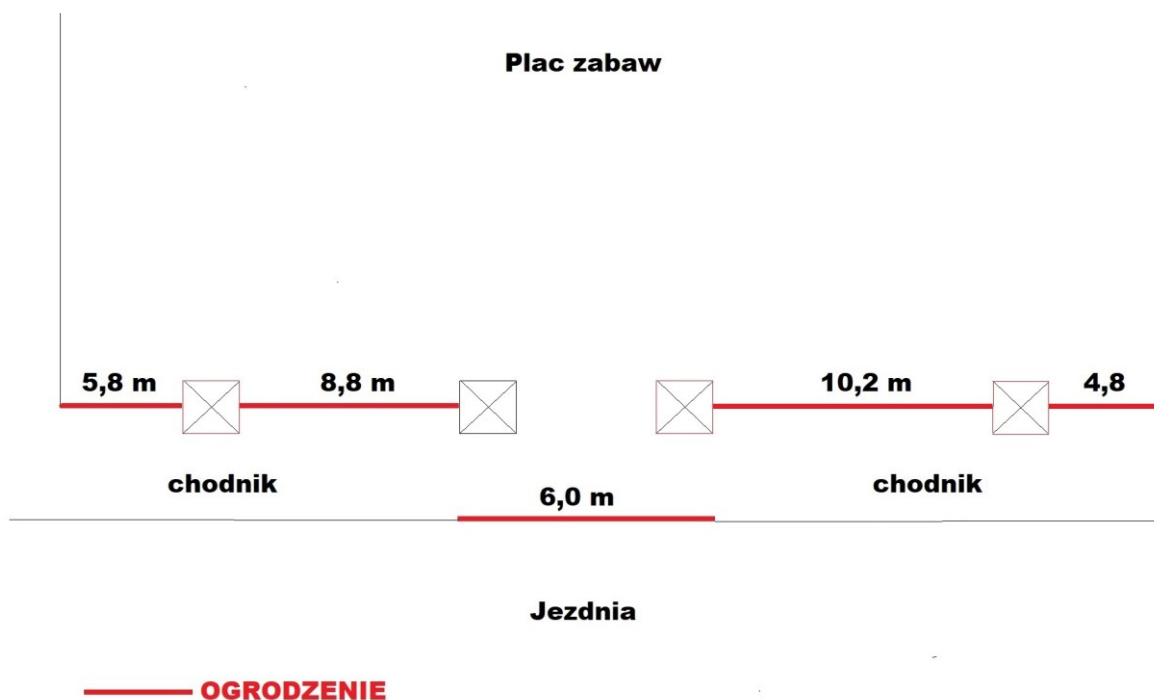 Plac zabaw
5,8 m
8,8 m
10,2 m
4,8
chodnik
6,0 m
chodnik
Jezdnia
OGRODZENIE